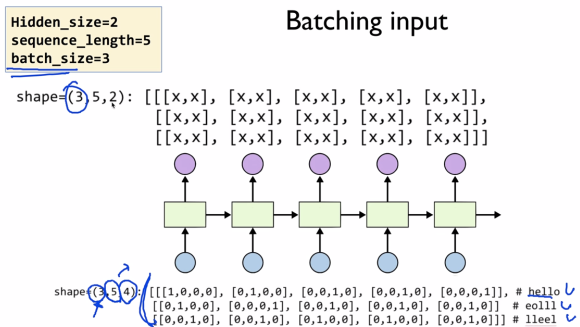 Batching input
Hidden_size=2
sequence_length=5
batch_size=3
shape=(3,5,2): [[[x,x], [x,x], [x,x], [x,x], [x,x]],
[[x,x], [x,x], [x,x], [x,x], [x,x]],
[[x,x], [x,x], [x,x], [x,x], [x,x]]]
shape=(3,5,4): [[[1,0,0,0], [0,1,0,0], [0,0,1,0], [0,0,1,0], [0,0,0,1]], # hello
[[0,1,0,0], [0,0,0,1], [0,0,1,0], [0,0,1,0], [0,0,1,0]] # eolll
[[0,0,1,0], [0,0,1,0], [0,1,0,0], [0,1,0,0], [0,0,1,0]]] # lleel